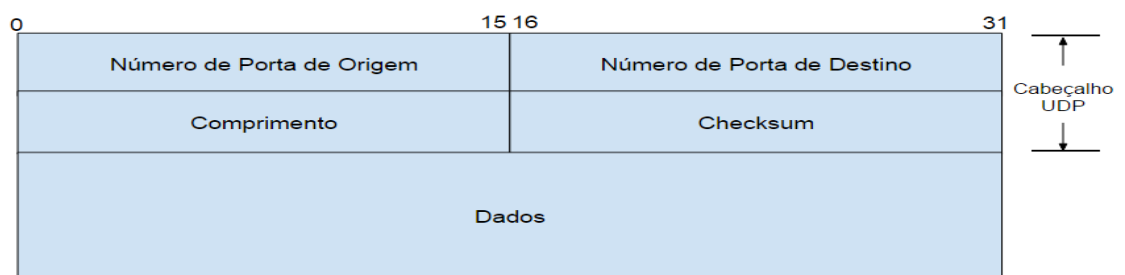 0 15 16 31
Número de Porta de Origem
Número de Porta de Destino
Cabeçalho
UDP
Comprimento
Checksum
Dados